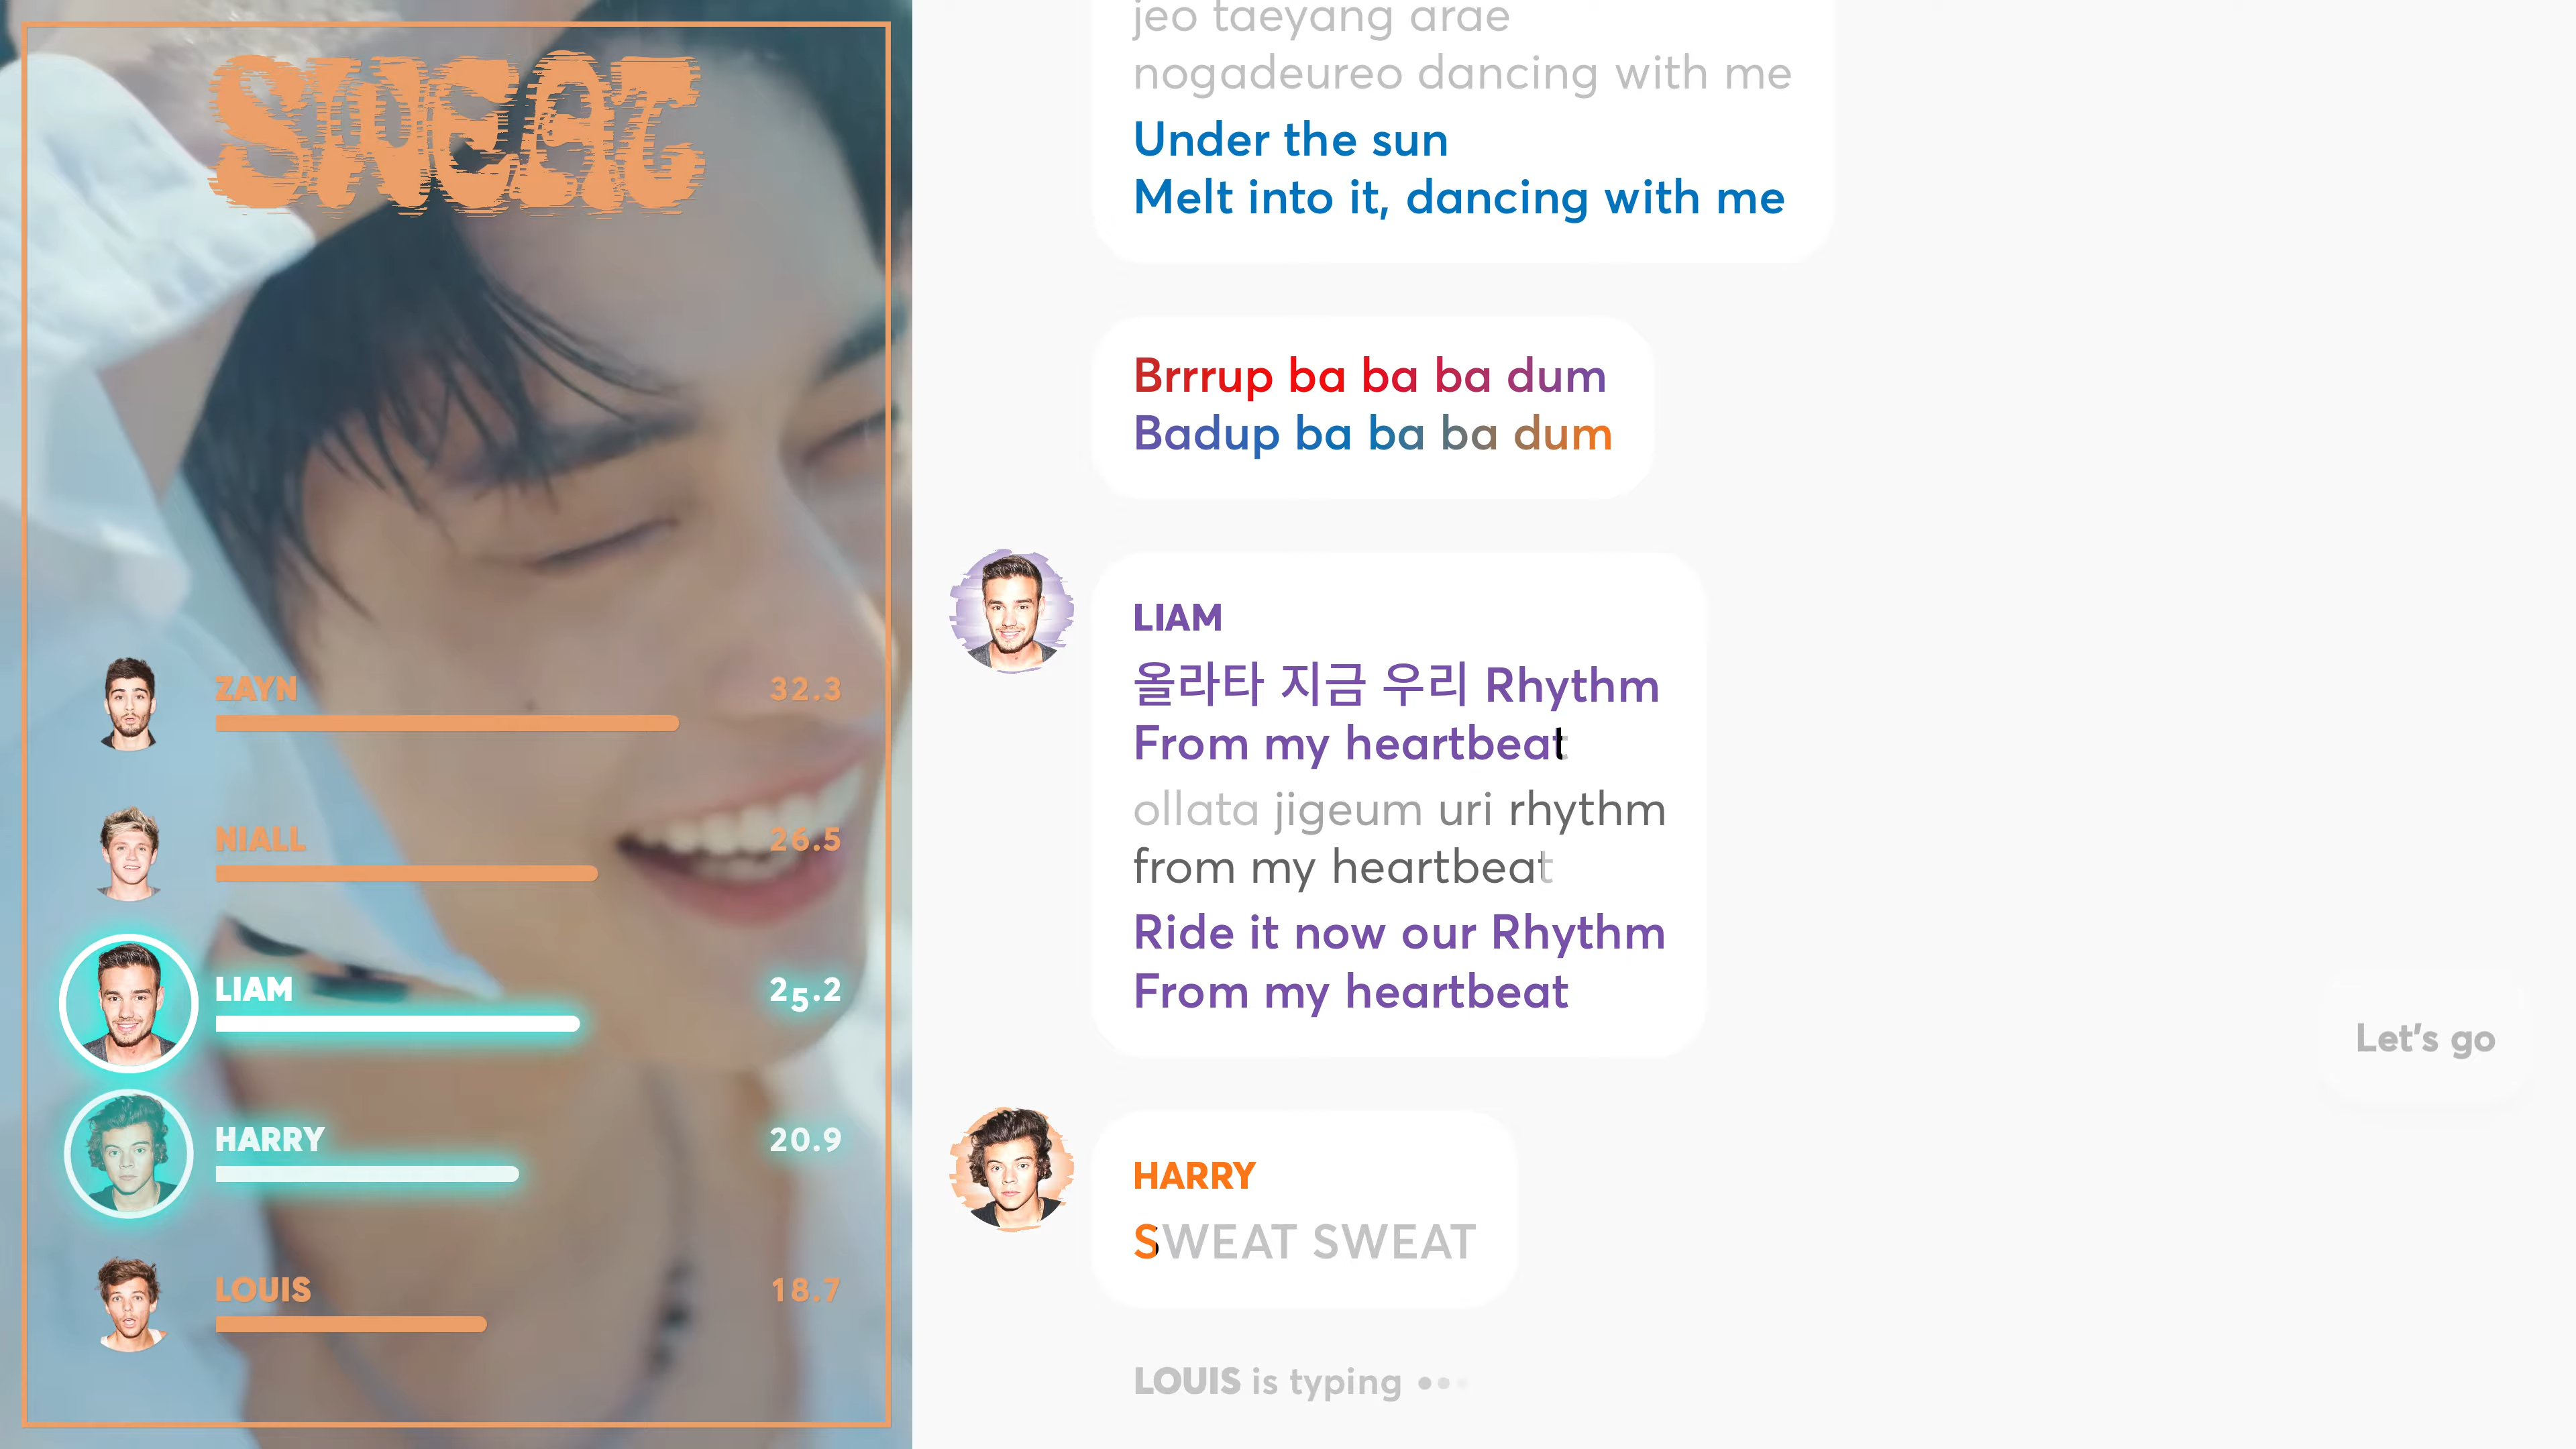 SWEAT
ZAYN 32.3
NIALL 26.5
LIAM 25.2
HARRY 20.9
LOUIS 18.7
jeo taeyang arae
nogadeureo dancing with me
Under the sun
Melt into it, dancing with me
Brrrup ba ba ba dum
Badup ba ba ba dum
LIAM
올라타 지금 우리 Rhythm
From my heartbeat
ollata jigeum uri rhythm
from my heartbeat
Ride it now our Rhythm
From my heartbeat
Let's go
HARRY
SWEAT SWEAT
LOUIS is typing